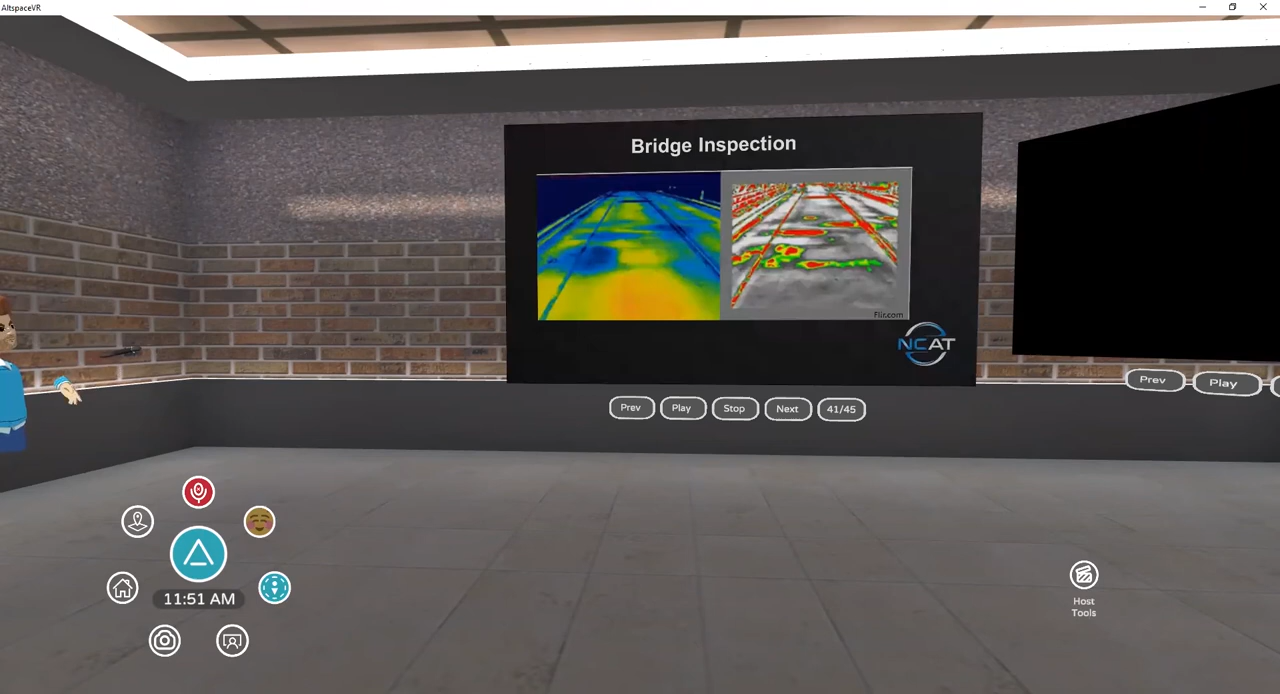 AltspaceVR
Bridge Inspection
Flir.com
NCAT
Prev
Play
Stop
Next
41/45
Prev
Play
11:51 AM
Host
Tools